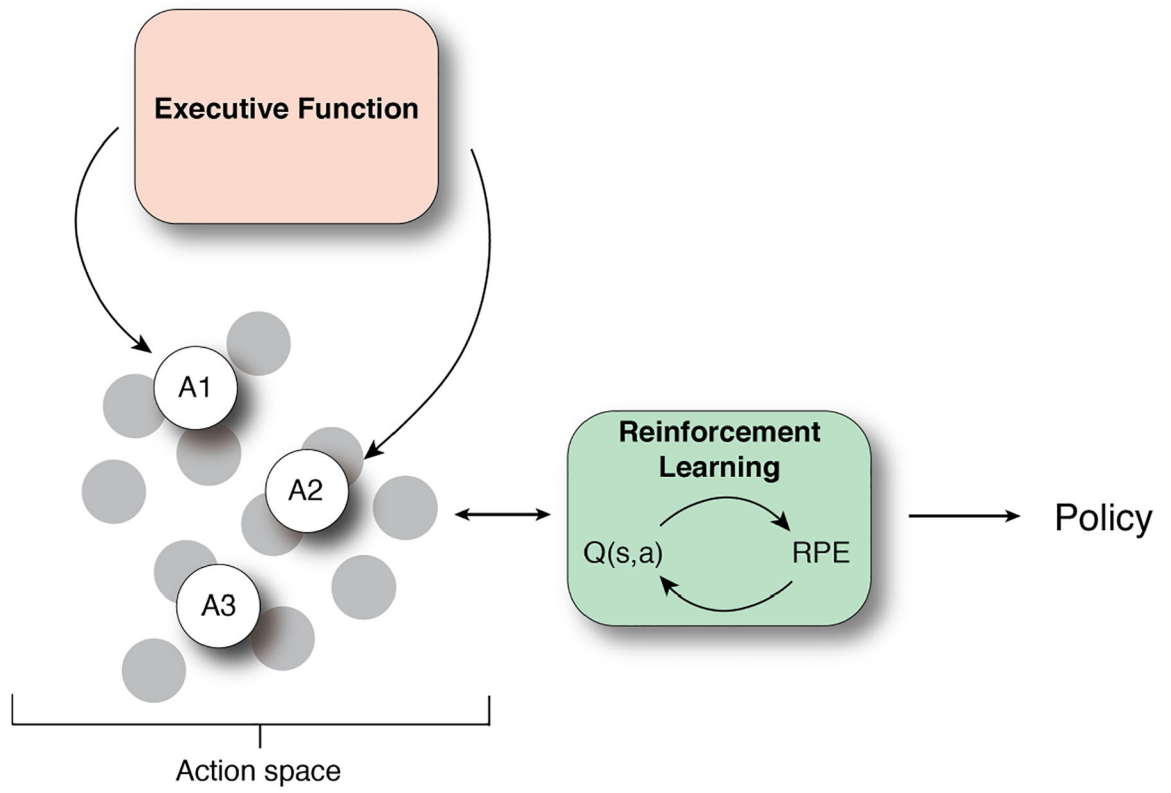 Executive Function
A1
A2
A3
Reinforcement
Learning
Q(s,a)
RPE
Policy
Action space